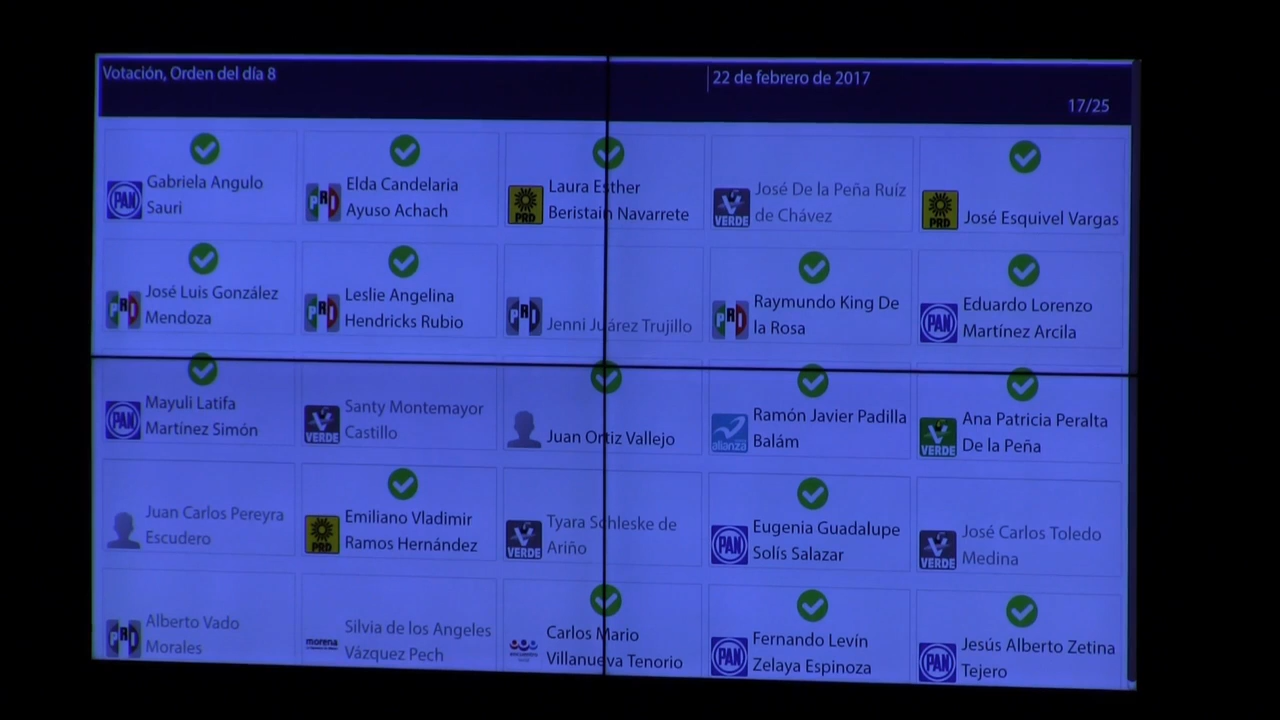 Votación, Orden del día 8
22 de febrero de 2017
17/25
PAN
Gabriela Angulo
Sauri
PRD
Elda Candelaria
Ayuso Achach
PRD
Laura Esther
Beristain Navarrete
VERDE
José De la Peña Ruíz
de Chávez
PRD
José Esquivel Vargas
PRD
José Luis González
Mendoza
PRD
Leslie Angelina
Hendricks Rubio
PRD
Jenni Juárez Trujillo
PRD
Raymundo King De
la Rosa
PAN
Eduardo Lorenzo
Martínez Arcila
PAN
Mayuli Latifa
Martínez Simón
VERDE
Santy Montemayor
Castillo
Juan Ortiz Vallejo
alianza
Ramón Javier Padilla
Balám
VERDE
Ana Patricia Peralta
De la Peña
Juan Carlos Pereyra
Escudero
PRD
Emiliano Vladimir
Ramos Hernández
VERDE
Tyara Schleske de
Ariño
PAN
Eugenia Guadalupe
Solís Salazar
VERDE
José Carlos Toledo
Medina
PRD
Alberto Vado
Morales
morena
Silvia de los Angeles
Vázquez Pech
Carlos Mario
Villanueva Tenorio
PAN
Fernando Levín
Zelaya Espinoza
PAN
Jesús Alberto Zetina
Tejero